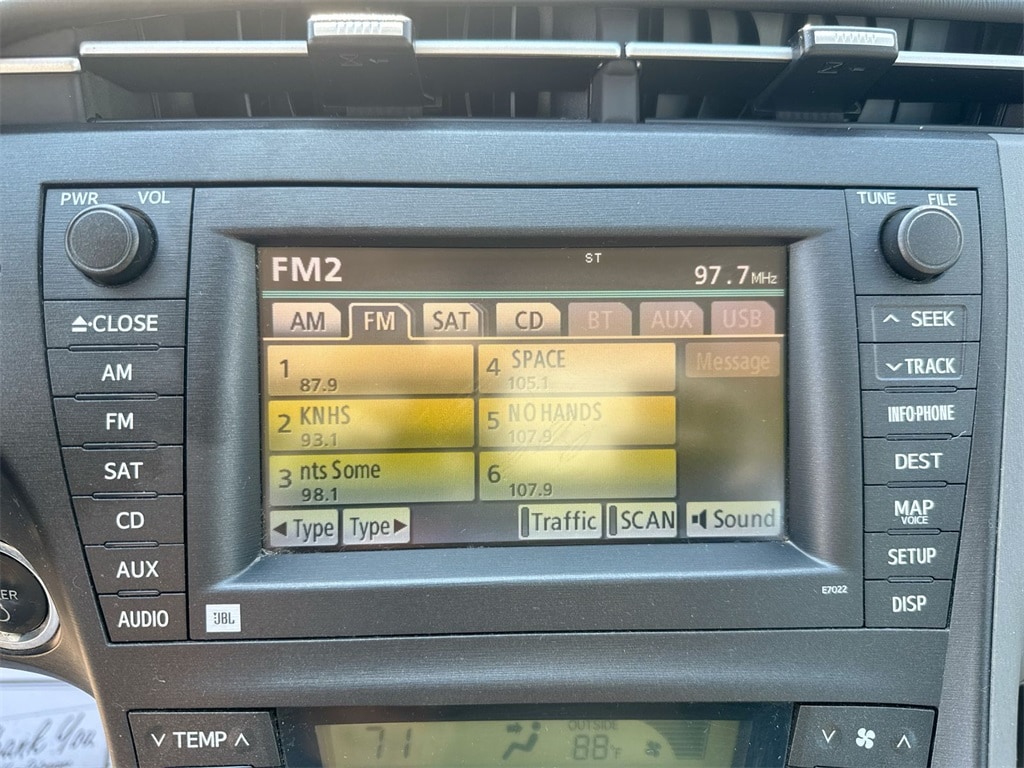 PWR VOL
TUNE FILE
FM2 ST 97.7MHz
AM FM SAT CD BT AUX USB
1 87.9
4 SPACE 105.1
Message
2 KNHS 93.1
5 NO HANDS 107.9
3 nts Some 98.1
6 107.9
◄ Type Type► Traffic SCAN Sound
CLOSE
AM
FM
SAT
CD
AUX
AUDIO
SEEK
TRACK
INFO·PHONE
DEST
MAP
VOICE
SETUP
DISP
JBL
E7022
ER
ank You
TEMP
71
OUTSIDE
88°F